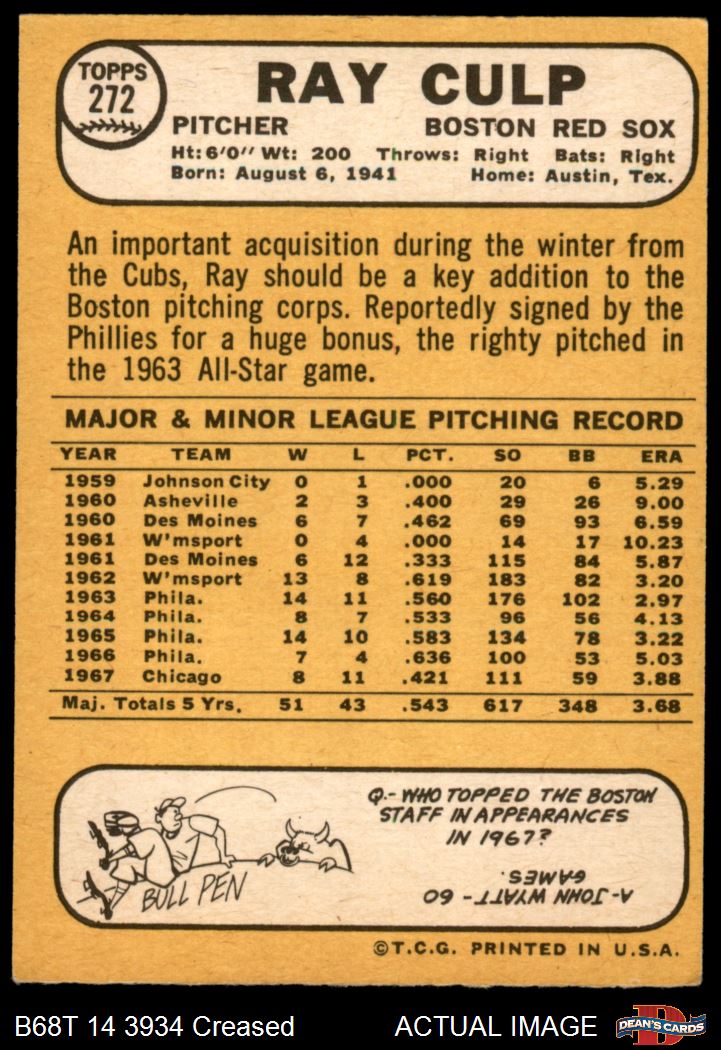 TOPPS
272
RAY CULP
PITCHER BOSTON RED SOX
Ht: 6'0" Wt: 200 Throws: Right Bats: Right
Born: August 6, 1941 Home: Austin, Tex.
An important acquisition during the winter from
the Cubs, Ray should be a key addition to the
Boston pitching corps. Reportedly signed by the
Phillies for a huge bonus, the righty pitched in
the 1963 All-Star game.
MAJOR & MINOR LEAGUE PITCHING RECORD
YEAR TEAM W L PCT. SO BB ERA
1959 Johnson City 0 1 .000 20 6 5.29
1960 Asheville 2 3 .400 29 26 9.00
1960 Des Moines 6 7 .462 69 93 6.59
1961 W'msport 0 4 .000 14 17 10.23
1961 Des Moines 6 12 .333 115 84 5.87
1962 W'msport 13 8 .619 183 82 3.20
1963 Phila. 14 11 .560 176 102 2.97
1964 Phila. 8 7 .533 96 56 4.13
1965 Phila. 14 10 .583 134 78 3.22
1966 Phila. 7 4 .636 100 53 5.03
1967 Chicago 8 11 .421 111 59 3.88
Maj. Totals 5 Yrs. 51 43 .543 617 348 3.68
Q.- WHO TOPPED THE BOSTON
STAFF IN APPEARANCES
IN 1967?
A- JOHN WYATT - 60
GAMES.
BULL PEN
©T.C.G. PRINTED IN U.S.A.
B68T 14 3934 Creased ACTUAL IMAGE
D
DEAN'S CARDS